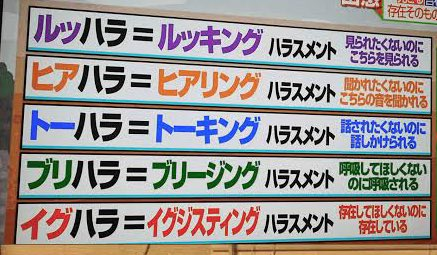 存在そのもの
ルッハラ=ルッキング ハラスメント 見られたくないのに
こちらを見られる
ヒアハラ=ヒアリング ハラスメント 聞かれたくないのに
こちらの音を聞かれる
トーハラ=トーキング ハラスメント 話されたくないのに
話しかけられる
ブリハラ=ブリージング ハラスメント 呼吸してほしくない
のに呼吸される
イグハラ=イグジスティング ハラスメント 存在してほしくないのに
存在している